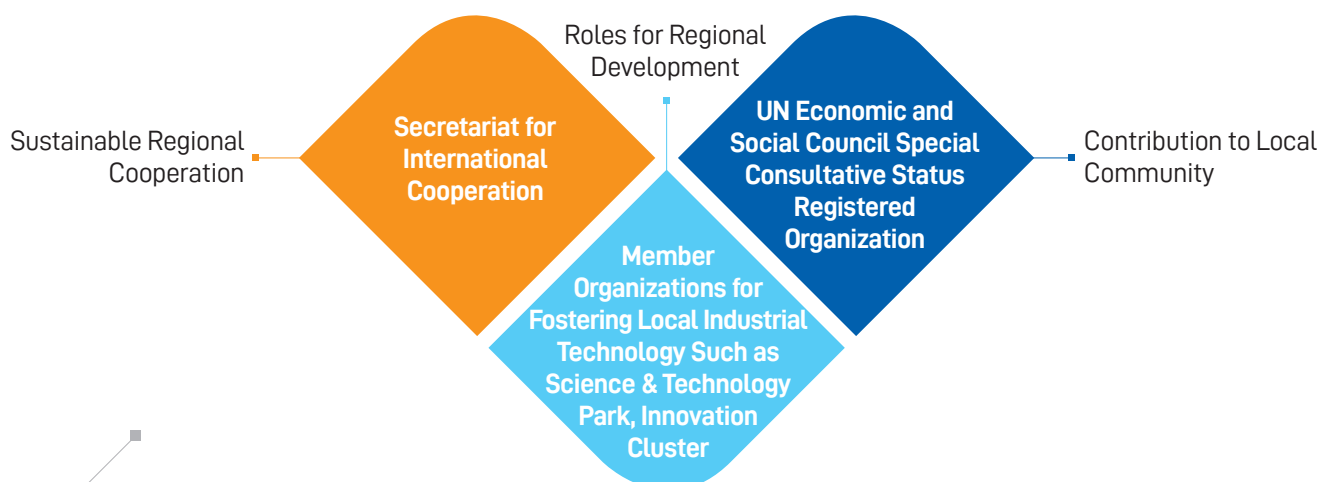 Sustainable Regional
Cooperation
Secretariat for
International
Cooperation
Roles for Regional
Development
Member
Organizations for
Fostering Local Industrial
Technology Such as
Science & Technology
Park, Innovation
Cluster
UN Economic and
Social Council Special
Consultative Status
Registered
Organization
Contribution to Local
Community